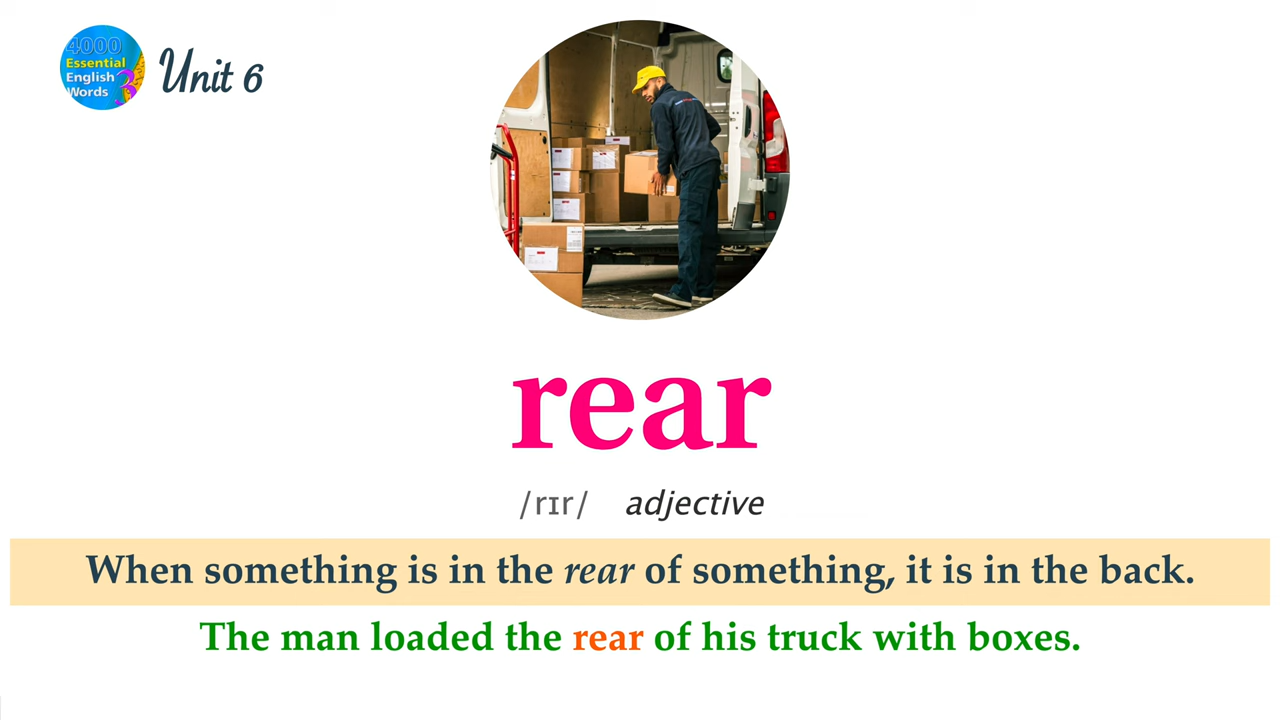 4000
Essential
English
Words 3
Unit 6
rear
/rɪr/ adjective
When something is in the rear of something, it is in the back.
The man loaded the rear of his truck with boxes.